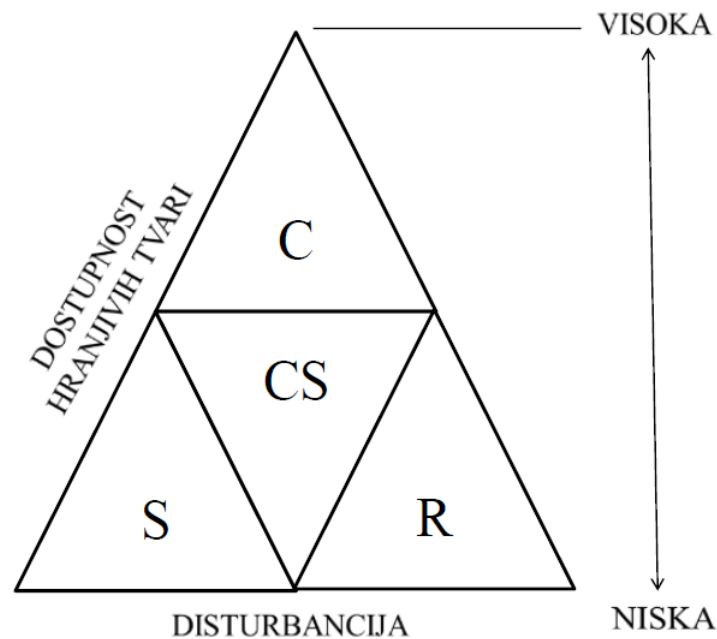 VISOKA
DOSTUPNOST
HRANJIVIH TVARI
C
CS
S
R
DISTURBANCIJA
NISKA